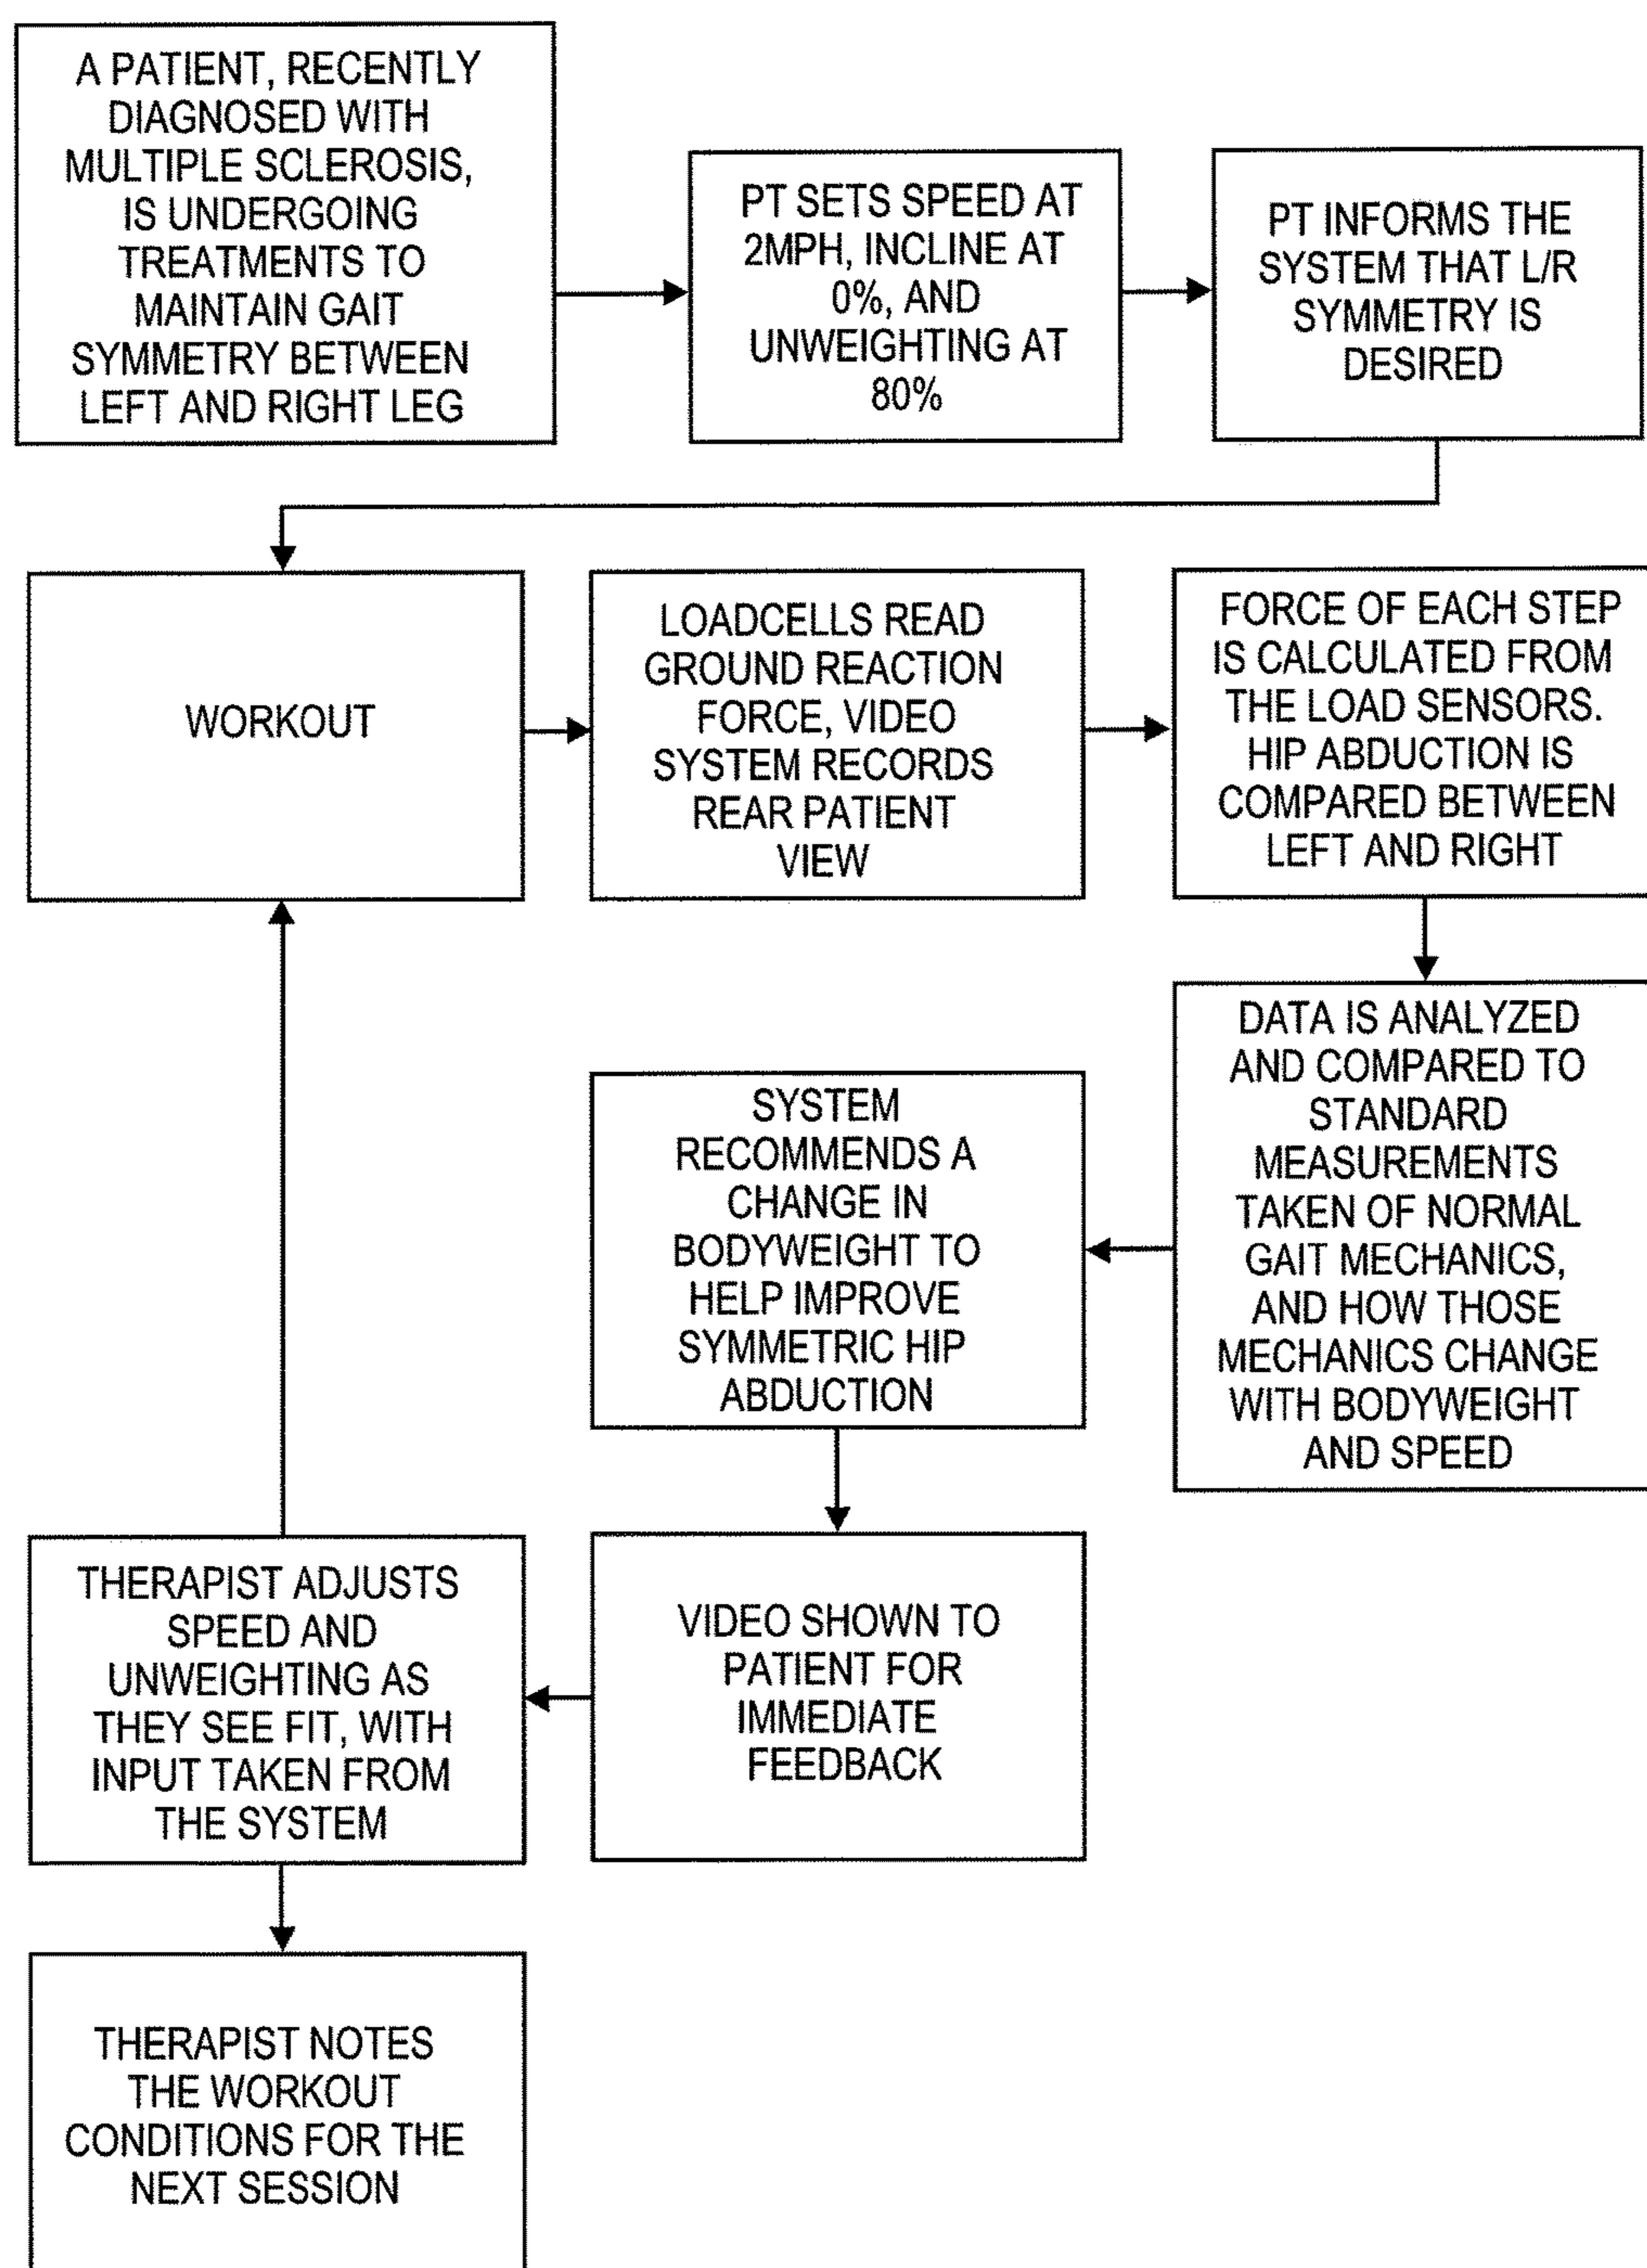 A PATIENT, RECENTLY
DIAGNOSED WITH
MULTIPLE SCLEROSIS,
IS UNDERGOING
TREATMENTS TO
MAINTAIN GAIT
SYMMETRY BETWEEN
LEFT AND RIGHT LEG
PT SETS SPEED AT
2MPH, INCLINE AT
0%, AND
UNWEIGHTING AT
80%
PT INFORMS THE
SYSTEM THAT L/R
SYMMETRY IS
DESIRED
WORKOUT
LOADCELLS READ
GROUND REACTION
FORCE, VIDEO
SYSTEM RECORDS
REAR PATIENT
VIEW
FORCE OF EACH STEP
IS CALCULATED FROM
THE LOAD SENSORS.
HIP ABDUCTION IS
COMPARED BETWEEN
LEFT AND RIGHT
DATA IS ANALYZED
AND COMPARED TO
STANDARD
MEASUREMENTS
TAKEN OF NORMAL
GAIT MECHANICS,
AND HOW THOSE
MECHANICS CHANGE
WITH BODYWEIGHT
AND SPEED
SYSTEM
RECOMMENDS A
CHANGE IN
BODYWEIGHT TO
HELP IMPROVE
SYMMETRIC HIP
ABDUCTION
VIDEO SHOWN TO
PATIENT FOR
IMMEDIATE
FEEDBACK
THERAPIST ADJUSTS
SPEED AND
UNWEIGHTING AS
THEY SEE FIT, WITH
INPUT TAKEN FROM
THE SYSTEM
THERAPIST NOTES
THE WORKOUT
CONDITIONS FOR THE
NEXT SESSION